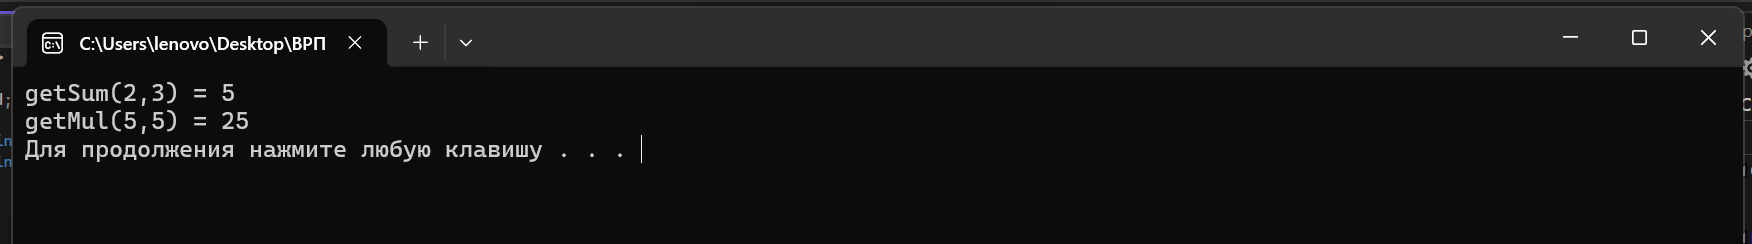 C:\Users\lenovo\Desktop\ВРП
getSum(2,3) = 5
getMul(5,5) = 25
Для продолжения нажмите любую клавишу . . .